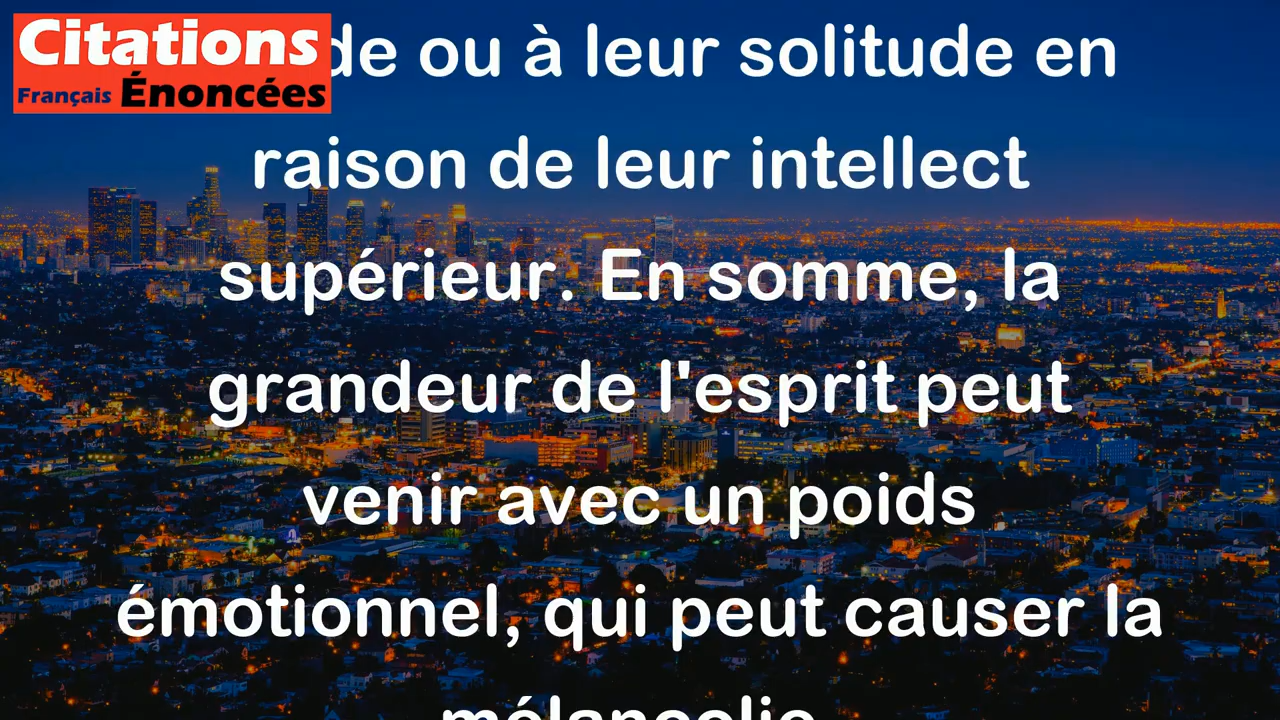 Citations
Français Énoncées
ou à leur solitude en
raison de leur intellect
supérieur. En somme, la
grandeur de l'esprit peut
venir avec un poids
émotionnel, qui peut causer la
mélancolie